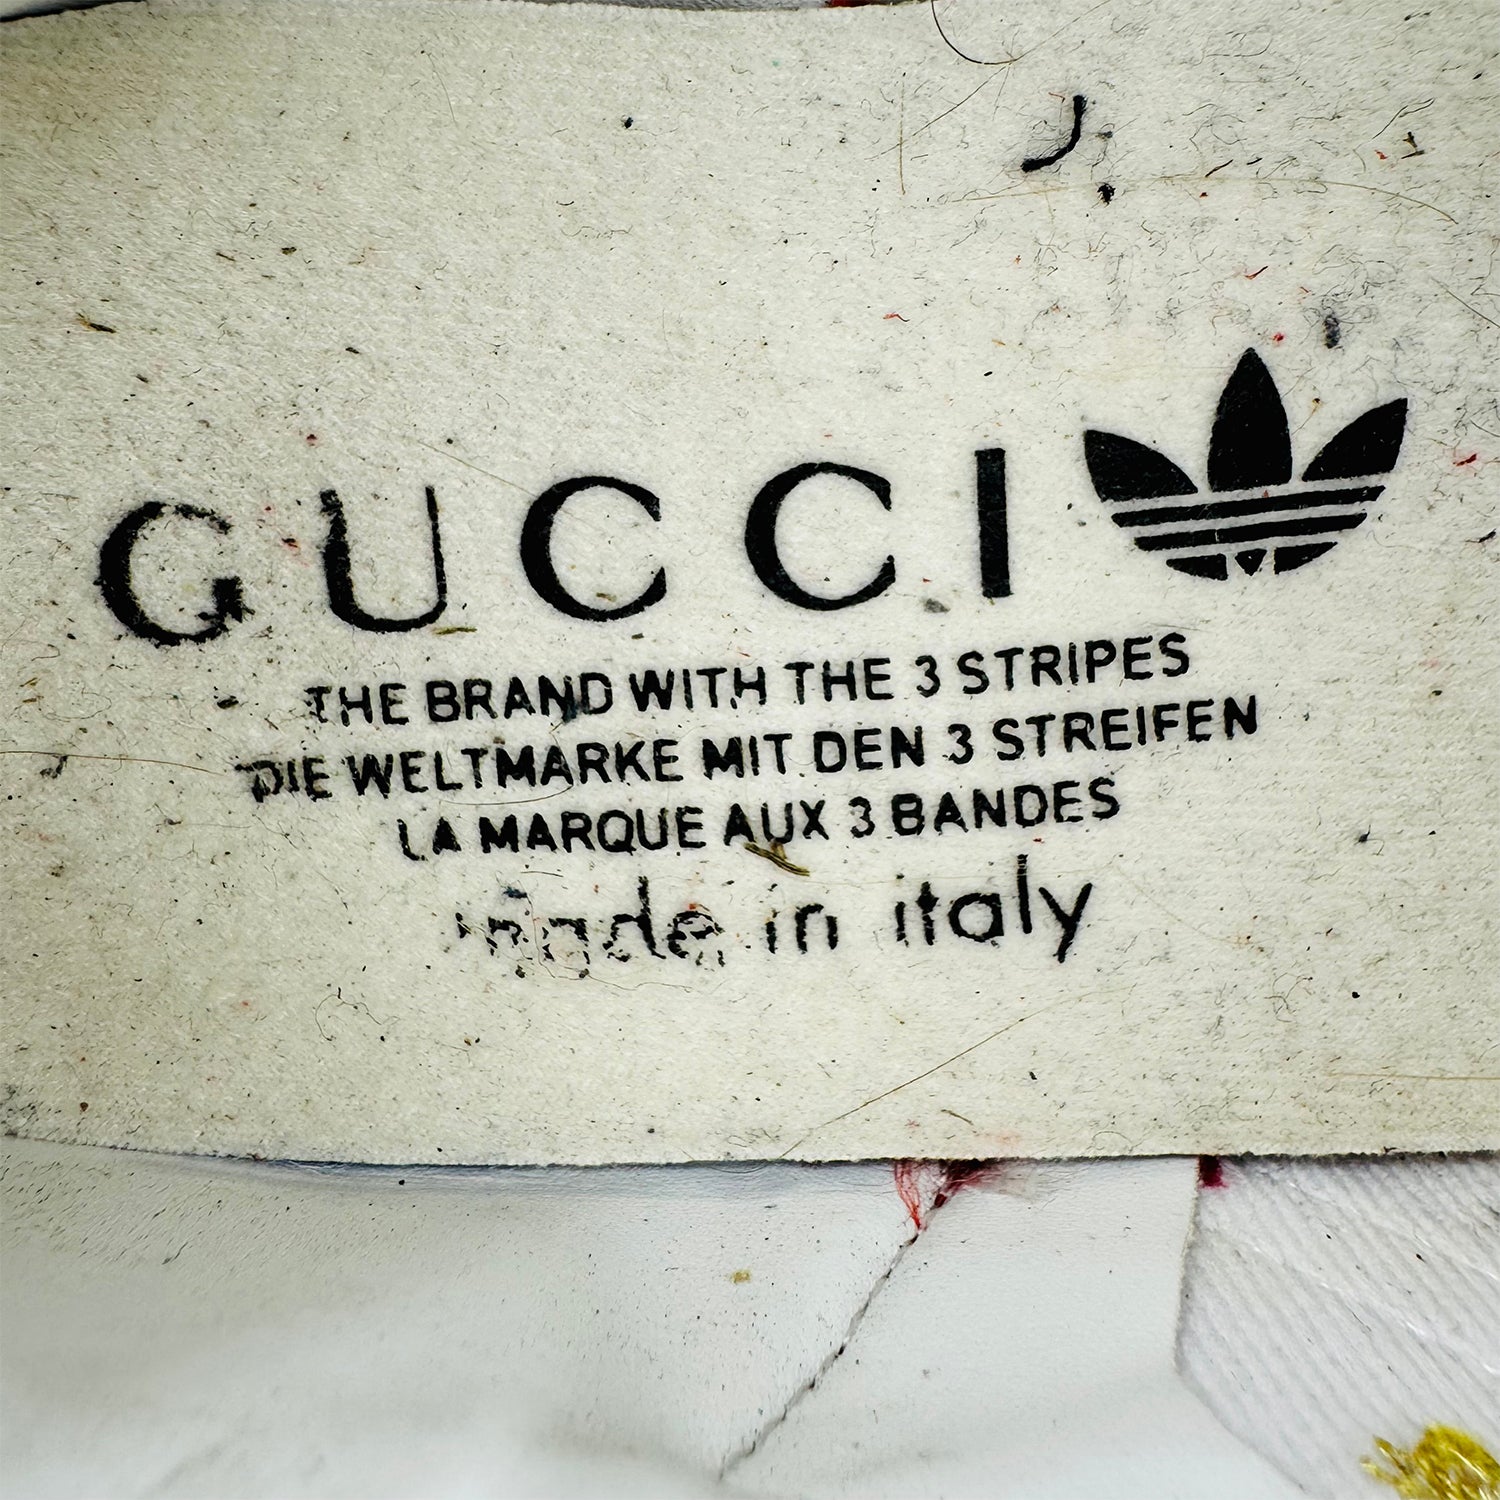 GUCCI
THE BRAND WITH THE 3 STRIPES
DIE WELTMARKE MIT DEN 3 STREIFEN
LA MARQUE AUX 3 BANDES
made in italy